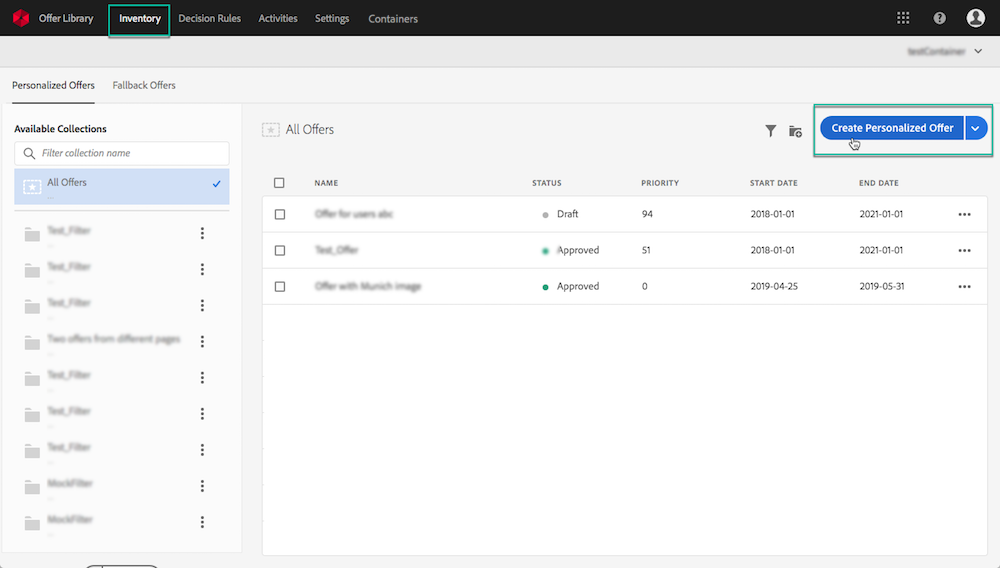 Offer Library Inventory Decision Rules Activities Settings Containers
testContainer
Personalized Offers Fallback Offers
Available Collections
Filter collection name
All Offers
Test_Filter
Test_Filter
Test_Filter
Two offers from different pages
Test_Filter
Test_Filter
Test_Filter
MockFilter
MockFilter
All Offers
Create Personalized Offer
NAME STATUS PRIORITY START DATE END DATE
Offer for users abc Draft 94 2018-01-01 2021-01-01
Test_Offer Approved 51 2018-01-01 2021-01-01
Offer with Munich image Approved 0 2019-04-25 2019-05-31